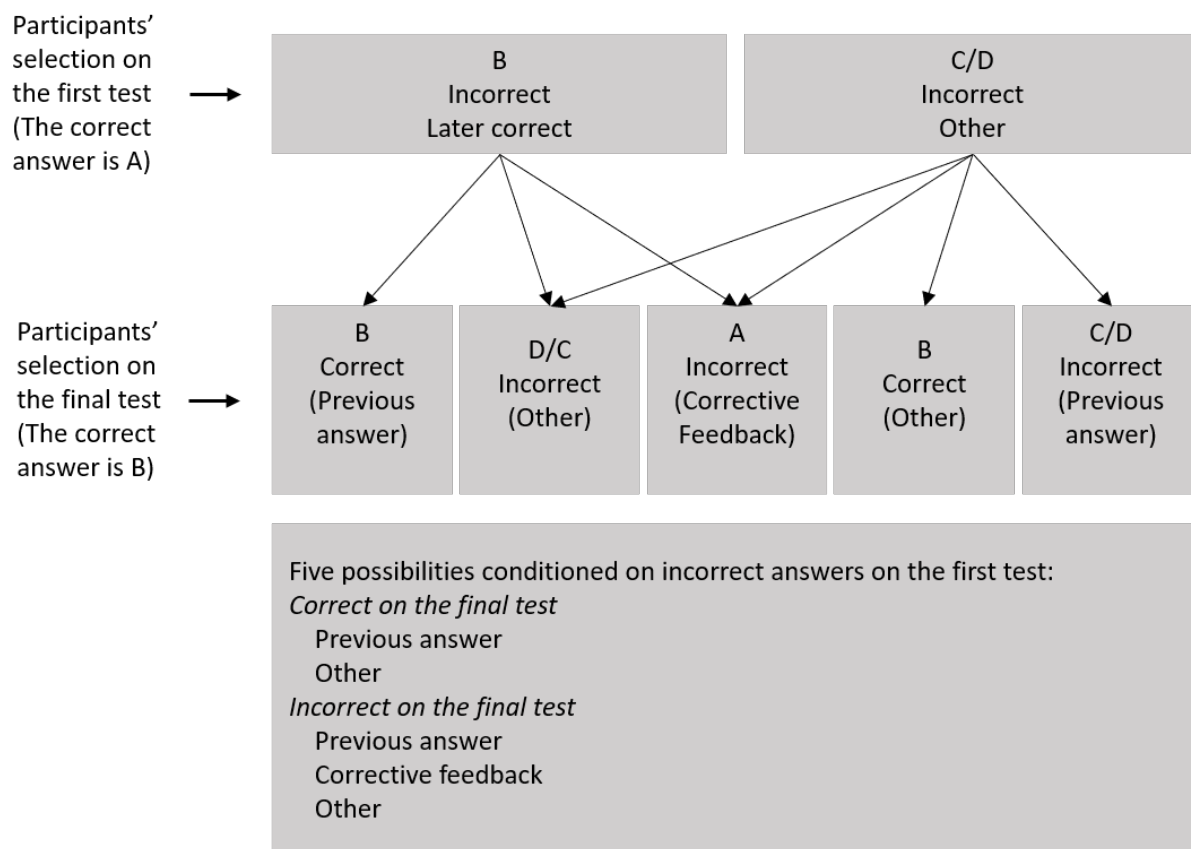 Participants’
selection on
the first test
(The correct
answer is A)
B
Incorrect
Later correct
C/D
Incorrect
Other
Participants’
selection on
the final test
(The correct
answer is B)
B
Correct
(Previous
answer)
D/C
Incorrect
(Other)
A
Incorrect
(Corrective
Feedback)
B
Correct
(Other)
C/D
Incorrect
(Previous
answer)
Five possibilities conditioned on incorrect answers on the first test:
Correct on the final test
Previous answer
Other
Incorrect on the final test
Previous answer
Corrective feedback
Other